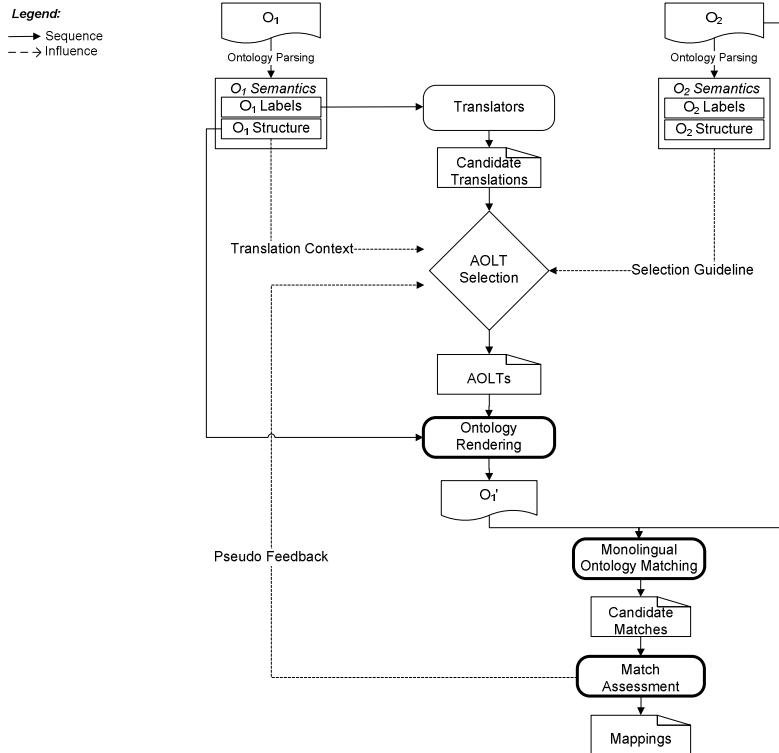 Legend:
Sequence
Influence
O₁
O₂
Ontology Parsing
Ontology Parsing
O₁ Semantics
O₁ Labels
O₁ Structure
Translators
O₂ Semantics
O₂ Labels
O₂ Structure
Candidate
Translations
Translation Context
AOLT
Selection
Selection Guideline
AOLTs
Ontology
Rendering
O₁'
Pseudo Feedback
Monolingual
Ontology Matching
Candidate
Matches
Match
Assessment
Mappings